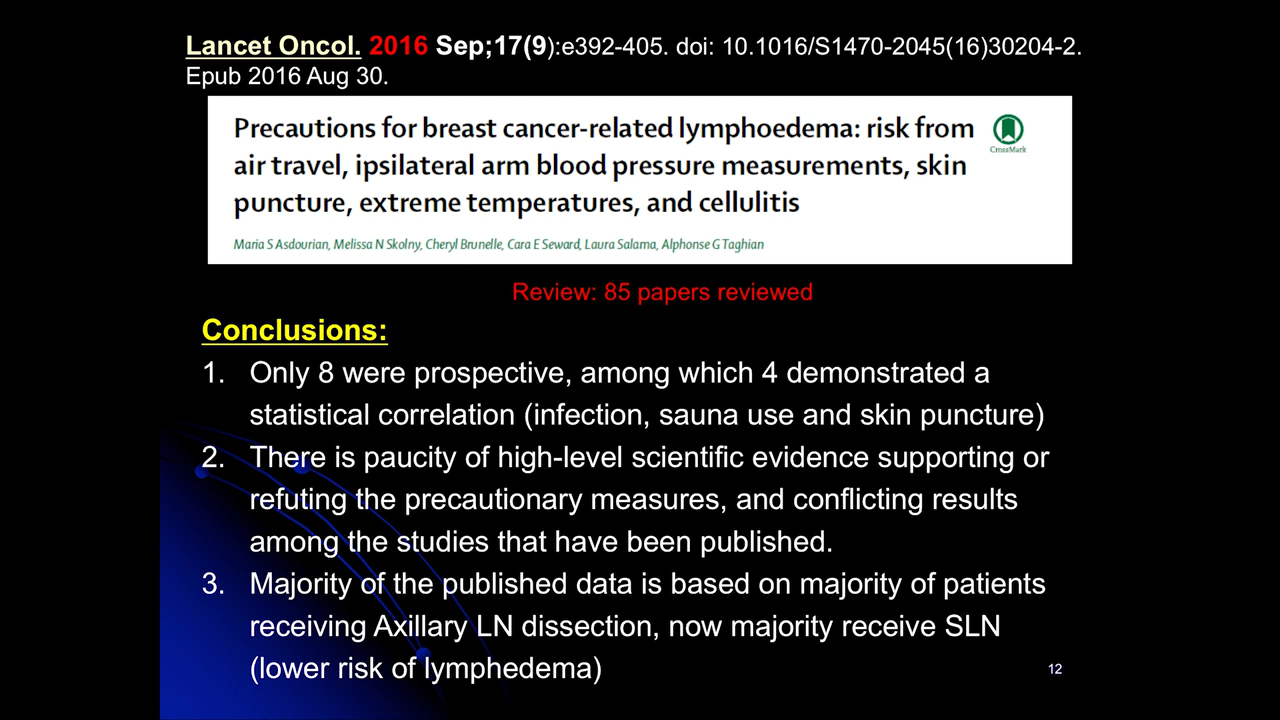 Lancet Oncol. 2016 Sep;17(9):e392-405. doi: 10.1016/S1470-2045(16)30204-2.
Epub 2016 Aug 30.
Precautions for breast cancer-related lymphoedema: risk from
air travel, ipsilateral arm blood pressure measurements, skin
puncture, extreme temperatures, and cellulitis
CrossMark
Maria S Asdourian, Melissa N Skolny, Cheryl Brunelle, Cara E Seward, Laura Salama, Alphonse G Taghian
Review: 85 papers reviewed
Conclusions:
1. Only 8 were prospective, among which 4 demonstrated a
statistical correlation (infection, sauna use and skin puncture)
2. There is paucity of high-level scientific evidence supporting or
refuting the precautionary measures, and conflicting results
among the studies that have been published.
3. Majority of the published data is based on majority of patients
receiving Axillary LN dissection, now majority receive SLN
(lower risk of lymphedema)
12